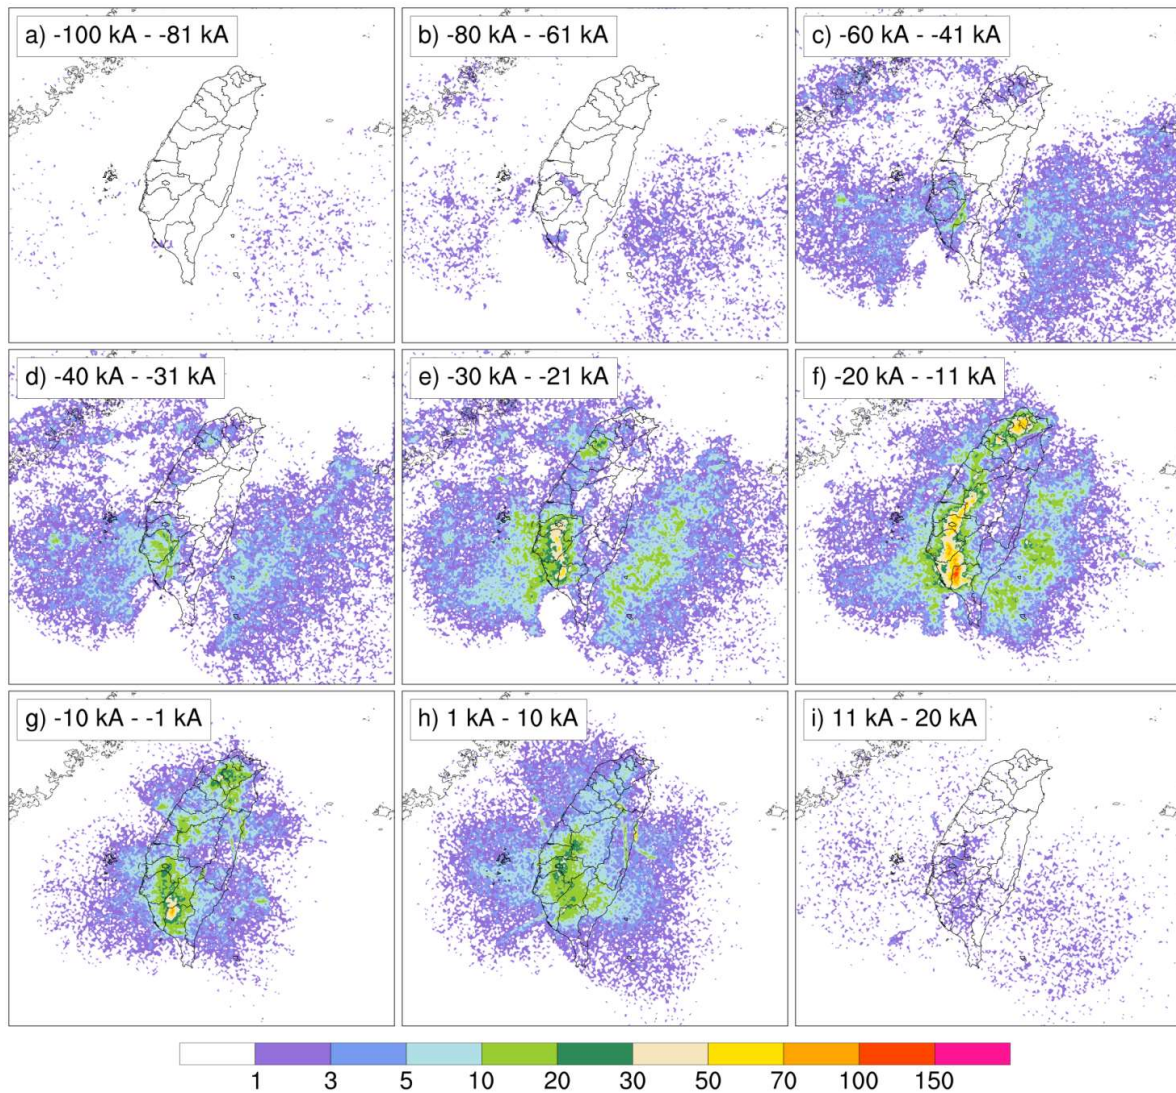 a) -100 kA - -81 kA
b) -80 kA - -61 kA
c) -60 kA - -41 kA
d) -40 kA - -31 kA
e) -30 kA - -21 kA
f) -20 kA - -11 kA
g) -10 kA - -1 kA
h) 1 kA - 10 kA
i) 11 kA - 20 kA
1 3 5 10 20 30 50 70 100 150